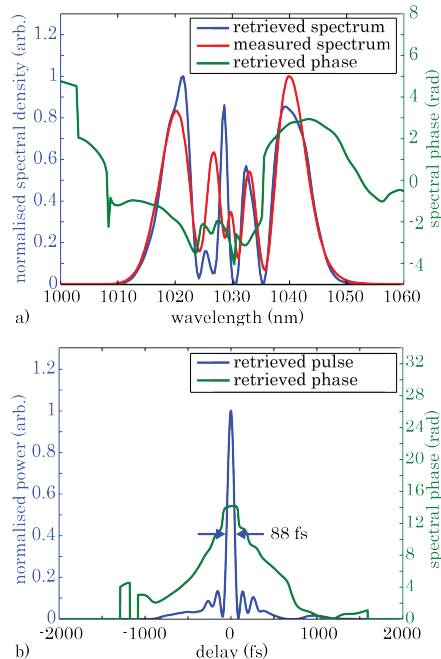 retrieved spectrum
measured spectrum
retrieved phase
normalised spectral density (arb.)
1.2
1
0.8
0.6
0.4
0.2
0
8
6
4
2
0
-2
-4
spectral phase (rad)
1000 1010 1020 1030 1040 1050 1060
wavelength (nm)
a)
retrieved pulse
retrieved phase
normalised power (arb.)
1.2
1
0.8
0.6
0.4
0.2
0
88 fs
32
28
24
20
16
12
8
4
0
spectral phase (rad)
-2000 -1000 0 1000 2000
delay (fs)
b)